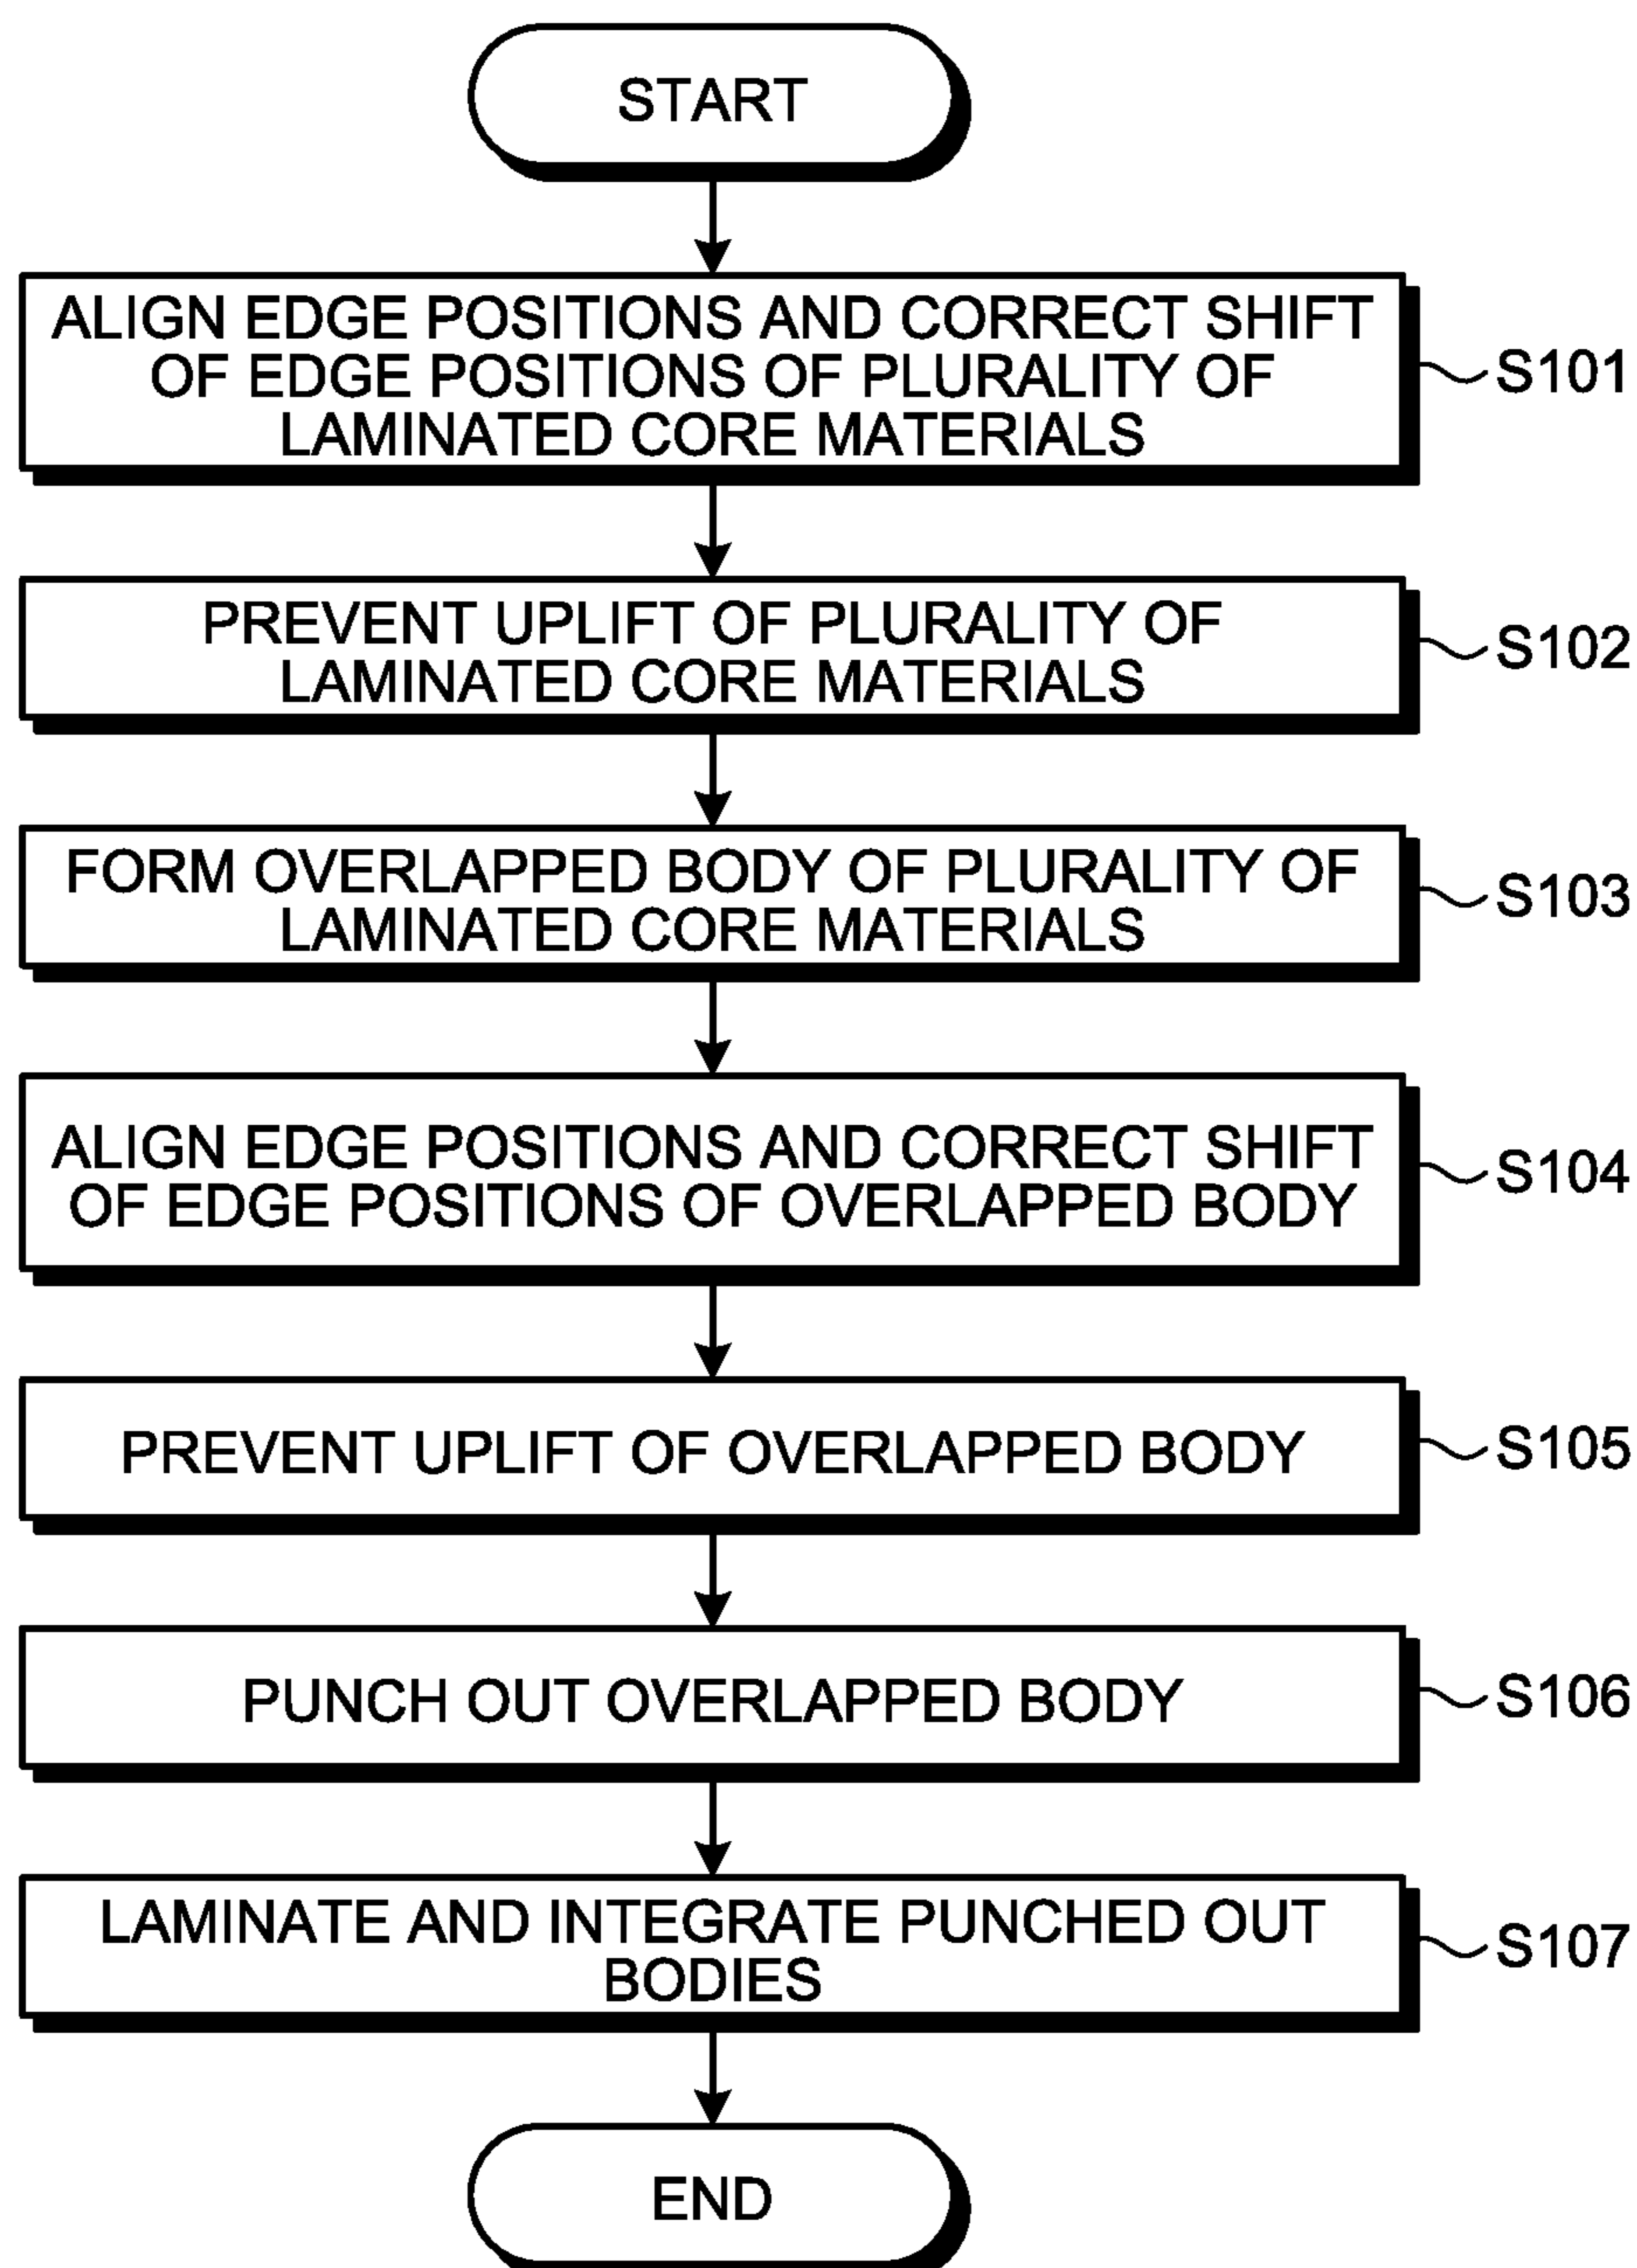 START
ALIGN EDGE POSITIONS AND CORRECT SHIFT
OF EDGE POSITIONS OF PLURALITY OF
LAMINATED CORE MATERIALS
S101
PREVENT UPLIFT OF PLURALITY OF
LAMINATED CORE MATERIALS
S102
FORM OVERLAPPED BODY OF PLURALITY OF
LAMINATED CORE MATERIALS
S103
ALIGN EDGE POSITIONS AND CORRECT SHIFT
OF EDGE POSITIONS OF OVERLAPPED BODY
S104
PREVENT UPLIFT OF OVERLAPPED BODY
S105
PUNCH OUT OVERLAPPED BODY
S106
LAMINATE AND INTEGRATE PUNCHED OUT
BODIES
S107
END